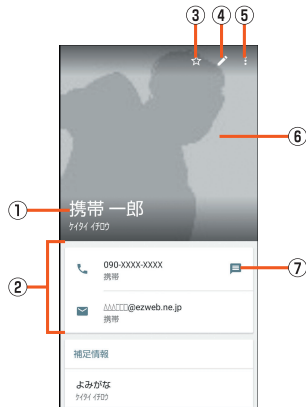 ③ ④ ⑤
⑥
① 携帯 一郎
ケイタイ イチロウ
②
090-XXXX-XXXX
携帯
⑦
△△△□□□@ezweb.ne.jp
携帯
補足情報
よみがな
ケイタイ イチロウ